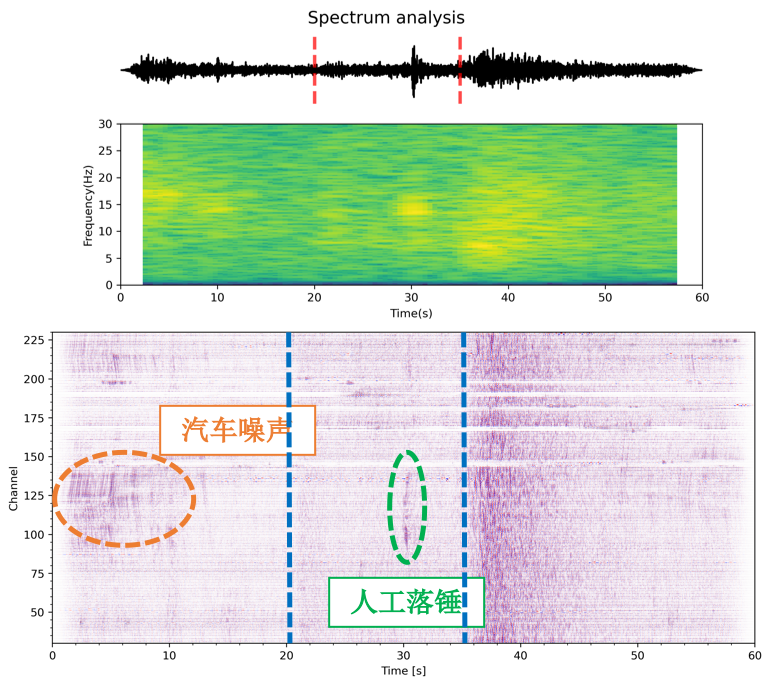 Spectrum analysis
30
25
20
15
10
5
0
Frequency(Hz)
0 10 20 30 40 50 60
Time(s)
225
200
175
150
125
100
75
50
Channel
汽车噪声
人工落锤
0 10 20 30 40 50 60
Time [s]